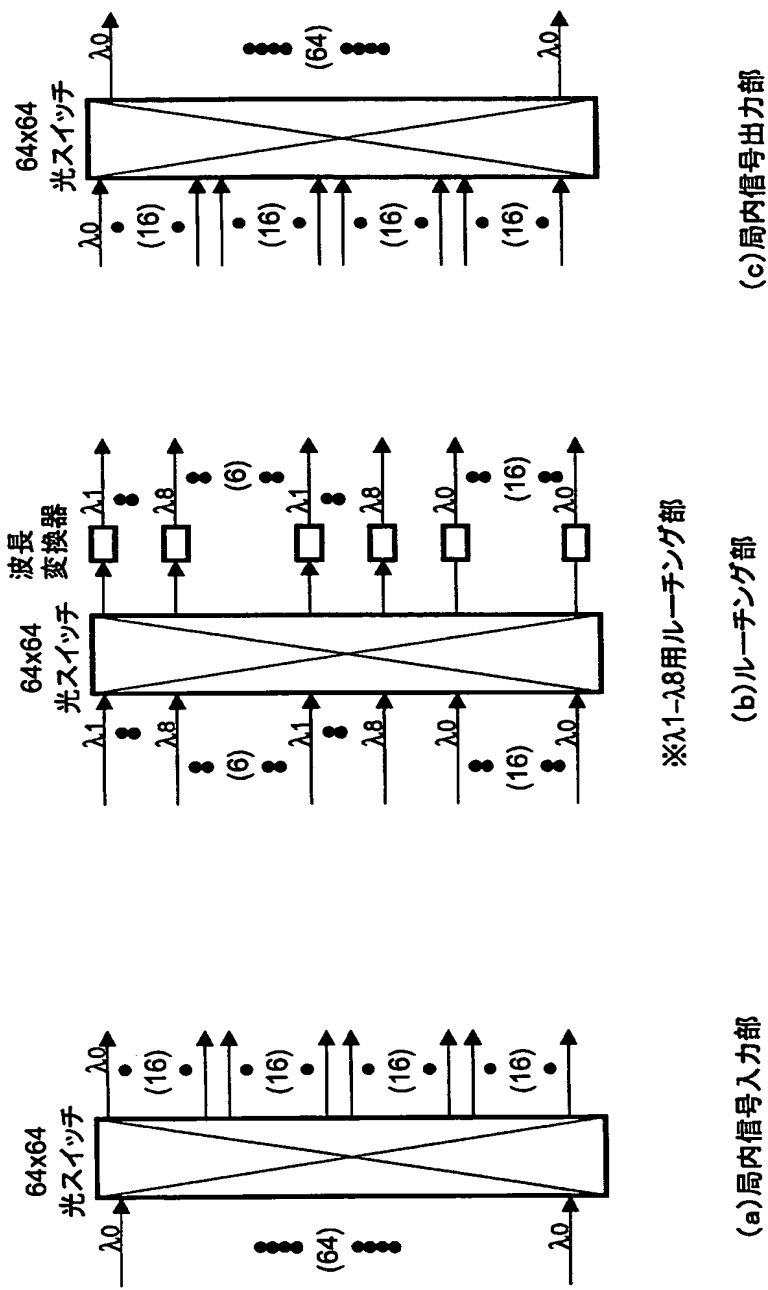 64x64
光スイッチ
λ0
(64)
λ0
λ0
(16)
(16)
(16)
(16)
(a)局内信号入力部
64x64
光スイッチ
波長
変換器
λ1
λ8
(6)
λ1
λ8
λ0
(16)
λ0
λ1
λ8
(6)
λ1
λ8
λ0
(16)
λ0
※λ1-λ8用ルーチング部
(b)ルーチング部
64x64
光スイッチ
λ0
(16)
(16)
(16)
(16)
λ0
(64)
λ0
(c)局内信号出力部